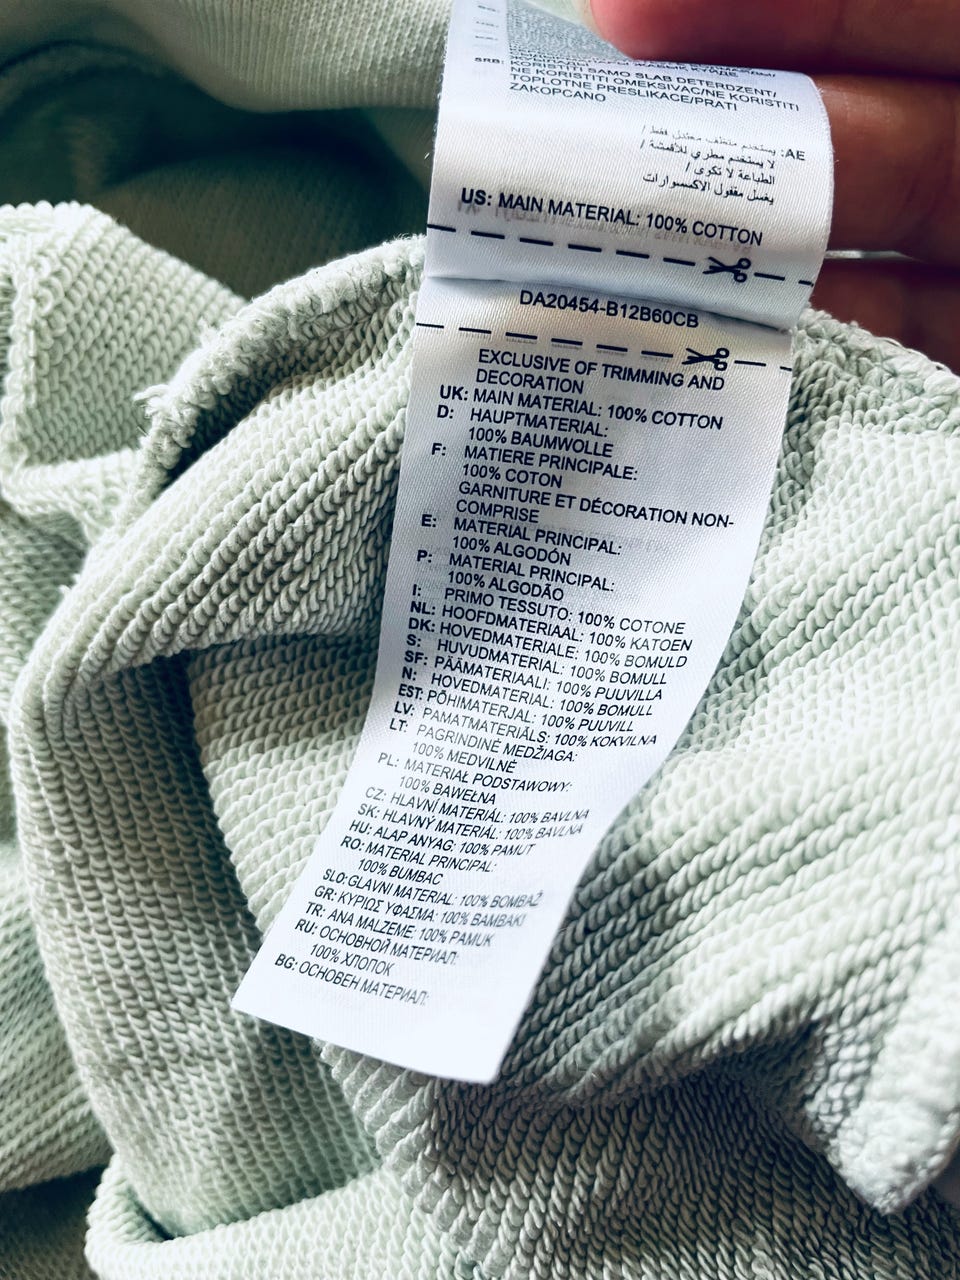 SRB: KORISTITI SAMO SLAB DETERDZENT/
NE KORISTITI OMEKSIVAC/NE KORISTITI
TOPLOTNE PRESLIKACE/PRATI
ZAKOPCANO
AE: يستخدم منظف معتدل فقط /
لا يستخدم مطري للأقمشة /
الطباعة لا تكوى /
يغسل مقفول الاكسسوارات
US: MAIN MATERIAL: 100% COTTON
DA20454-B12B60CB
EXCLUSIVE OF TRIMMING AND
DECORATION
UK: MAIN MATERIAL: 100% COTTON
D: HAUPTMATERIAL:
100% BAUMWOLLE
F: MATIERE PRINCIPALE:
100% COTON
GARNITURE ET DÉCORATION NON-
COMPRISE
E: MATERIAL PRINCIPAL:
100% ALGODÓN
P: MATERIAL PRINCIPAL:
100% ALGODÃO
I: PRIMO TESSUTO: 100% COTONE
NL: HOOFDMATERIAAL: 100% KATOEN
DK: HOVEDMATERIALE: 100% BOMULD
S: HUVUDMATERIAL: 100% BOMULL
SF: PÄÄMATERIAALI: 100% PUUVILLA
N: HOVEDMATERIAL: 100% BOMULL
EST: PÕHIMATERJAL: 100% PUUVILL
LV: PAMATMATERIĀLS: 100% KOKVILNA
LT: PAGRINDINĖ MEDŽIAGA:
100% MEDVILNĖ
PL: MATERIAŁ PODSTAWOWY:
100% BAWEŁNA
CZ: HLAVNÍ MATERIÁL: 100% BAVLNA
SK: HLAVNÝ MATERIÁL: 100% BAVLNA
HU: ALAP ANYAG: 100% PAMUT
RO: MATERIAL PRINCIPAL:
100% BUMBAC
SLO: GLAVNI MATERIAL: 100% BOMBAŽ
GR: ΚΥΡΙΩΣ ΥΦΑΣΜΑ: 100% ΒΑΜΒΑΚΙ
TR: ANA MALZEME: 100% PAMUK
RU: ОСНОВНОЙ МАТЕРИАЛ:
100% ХЛОПОК
BG: ОСНОВЕН МАТЕРИАЛ: